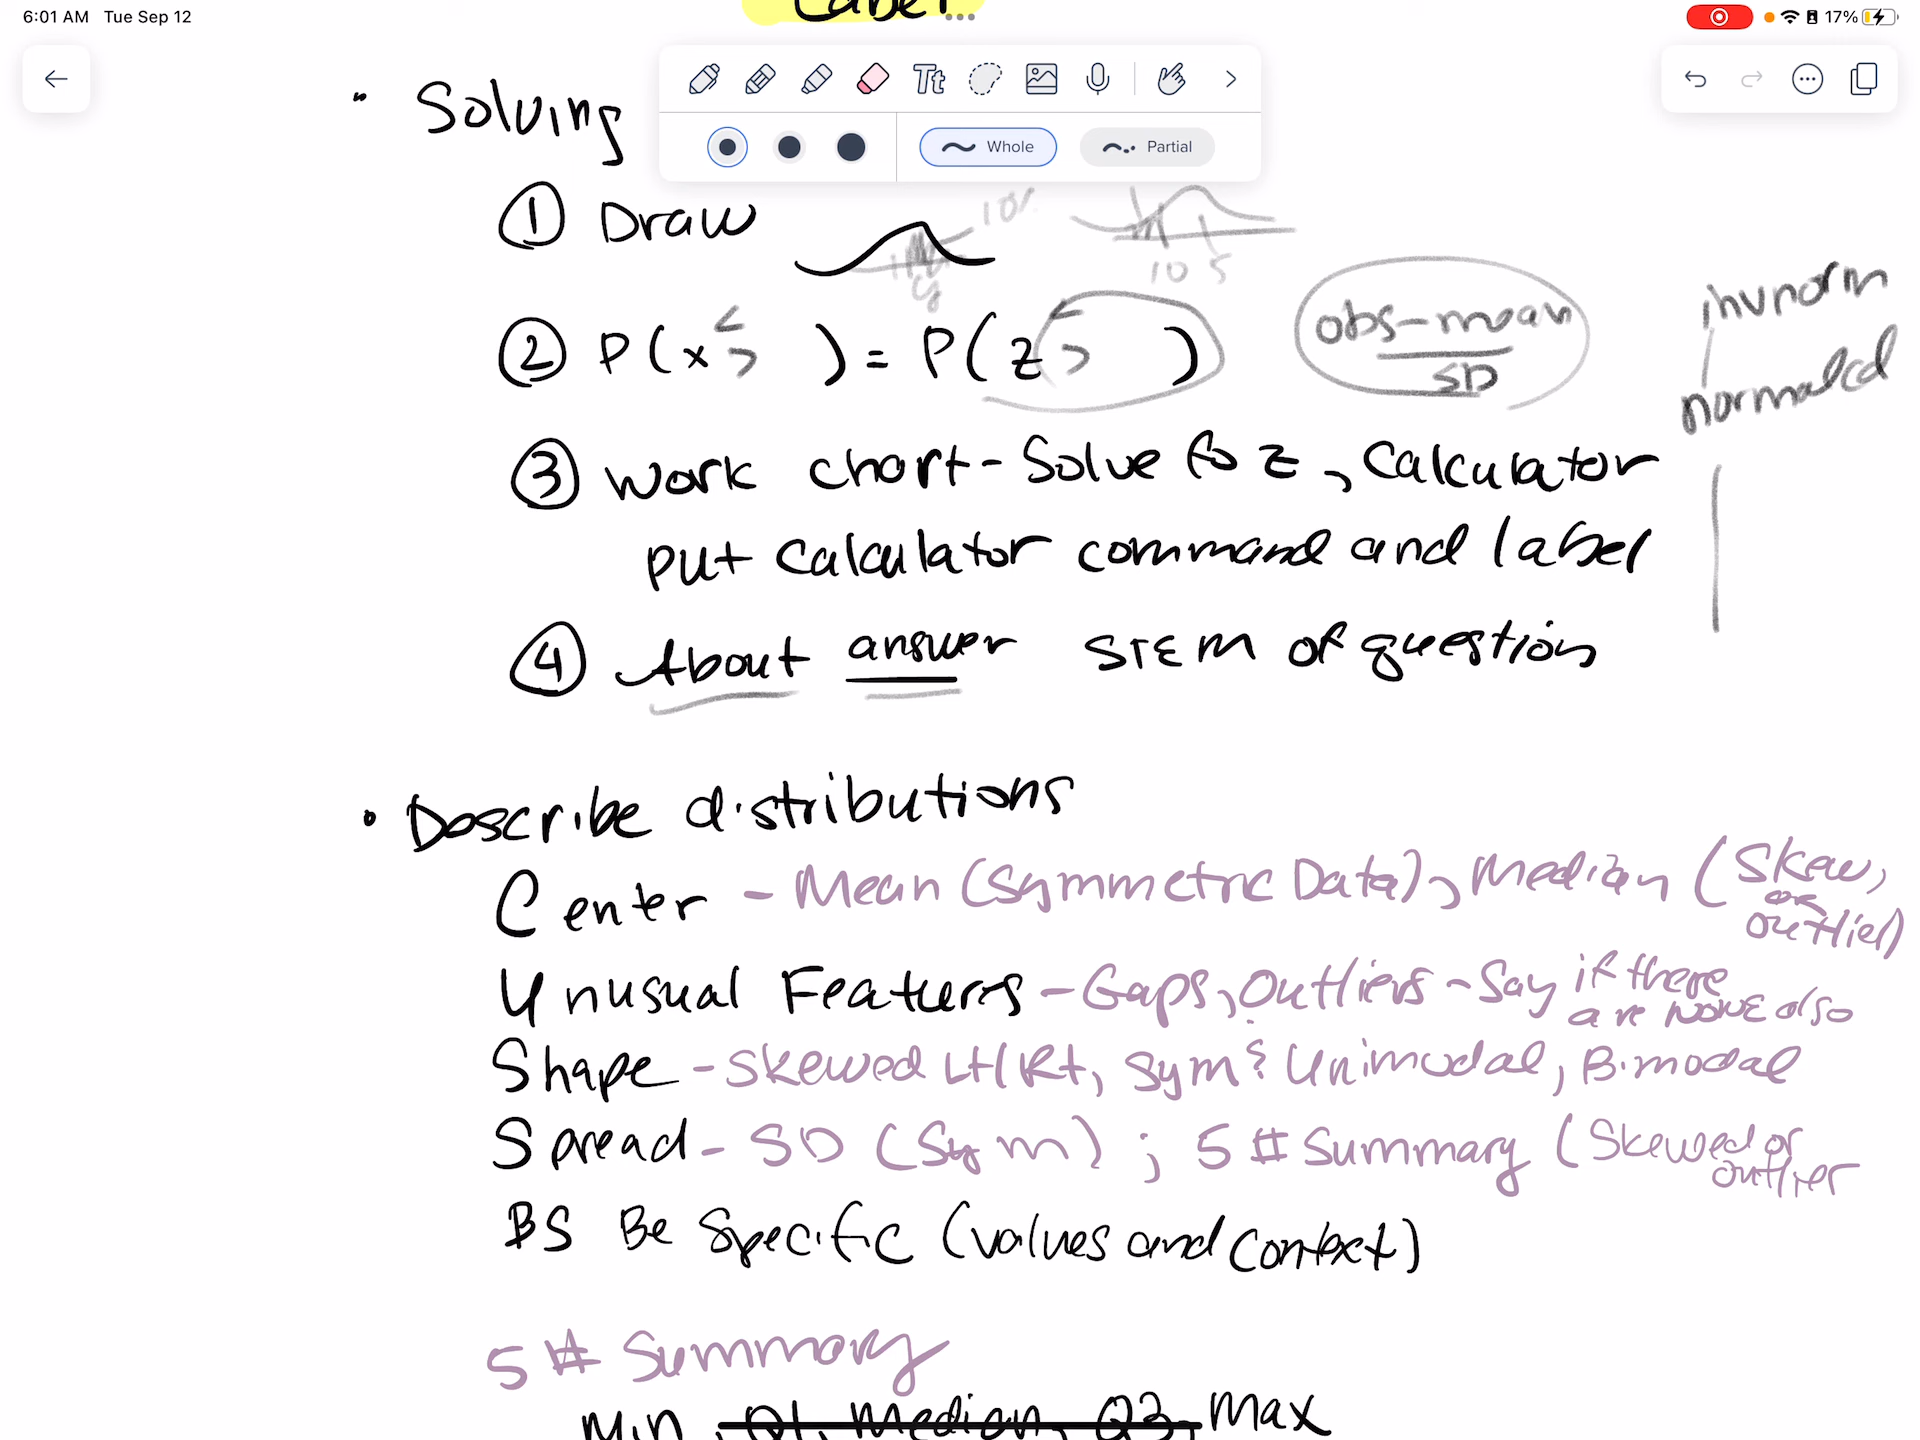 6:01 AM Tue Sep 12
17%
Label
Tt
Whole
Partial
Solving
① Draw
10%
10 5
② P(x <> ) = P(z <> )
obs-mean
SD
invnorm
normalcd
③ Work chart - Solve fo z, Calculator
put Calculator command and label
④ About answer STEM of question
• Describe distributions
Center - Mean (Symmetric Data), Median (Skew,
or
outlier)
Unusual Features - Gaps, Outliers - Say if there
are NONE also
Shape - Skewed Lt/Rt, Sym? Unimodal, Bimodal
Spread - SD (Sym) ; 5 # Summary (Skewed or
outlier
BS Be Specific (values and context)
5 # Summary
Min, Q1, Median, Q3, Max